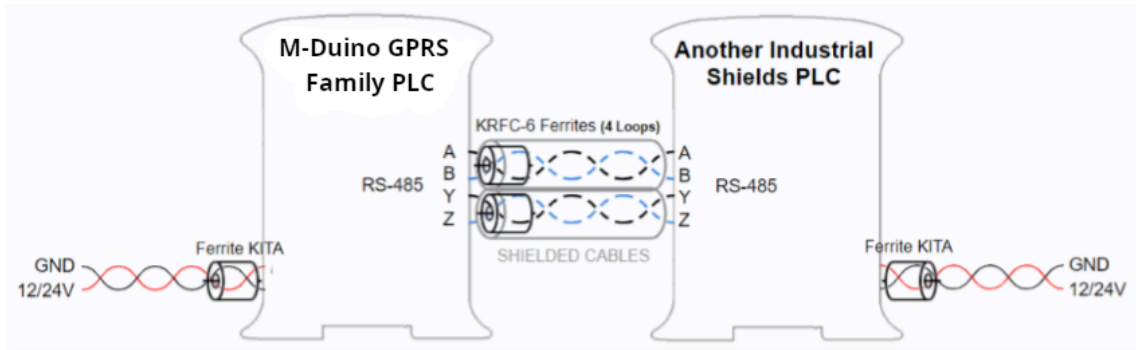 M-Duino GPRS
Family PLC
Another Industrial
Shields PLC
KRFC-6 Ferrites (4 Loops)
A
B
Y
Z
RS-485
A
B
Y
Z
RS-485
SHIELDED CABLES
Ferrite KITA
GND
12/24V
Ferrite KITA
GND
12/24V